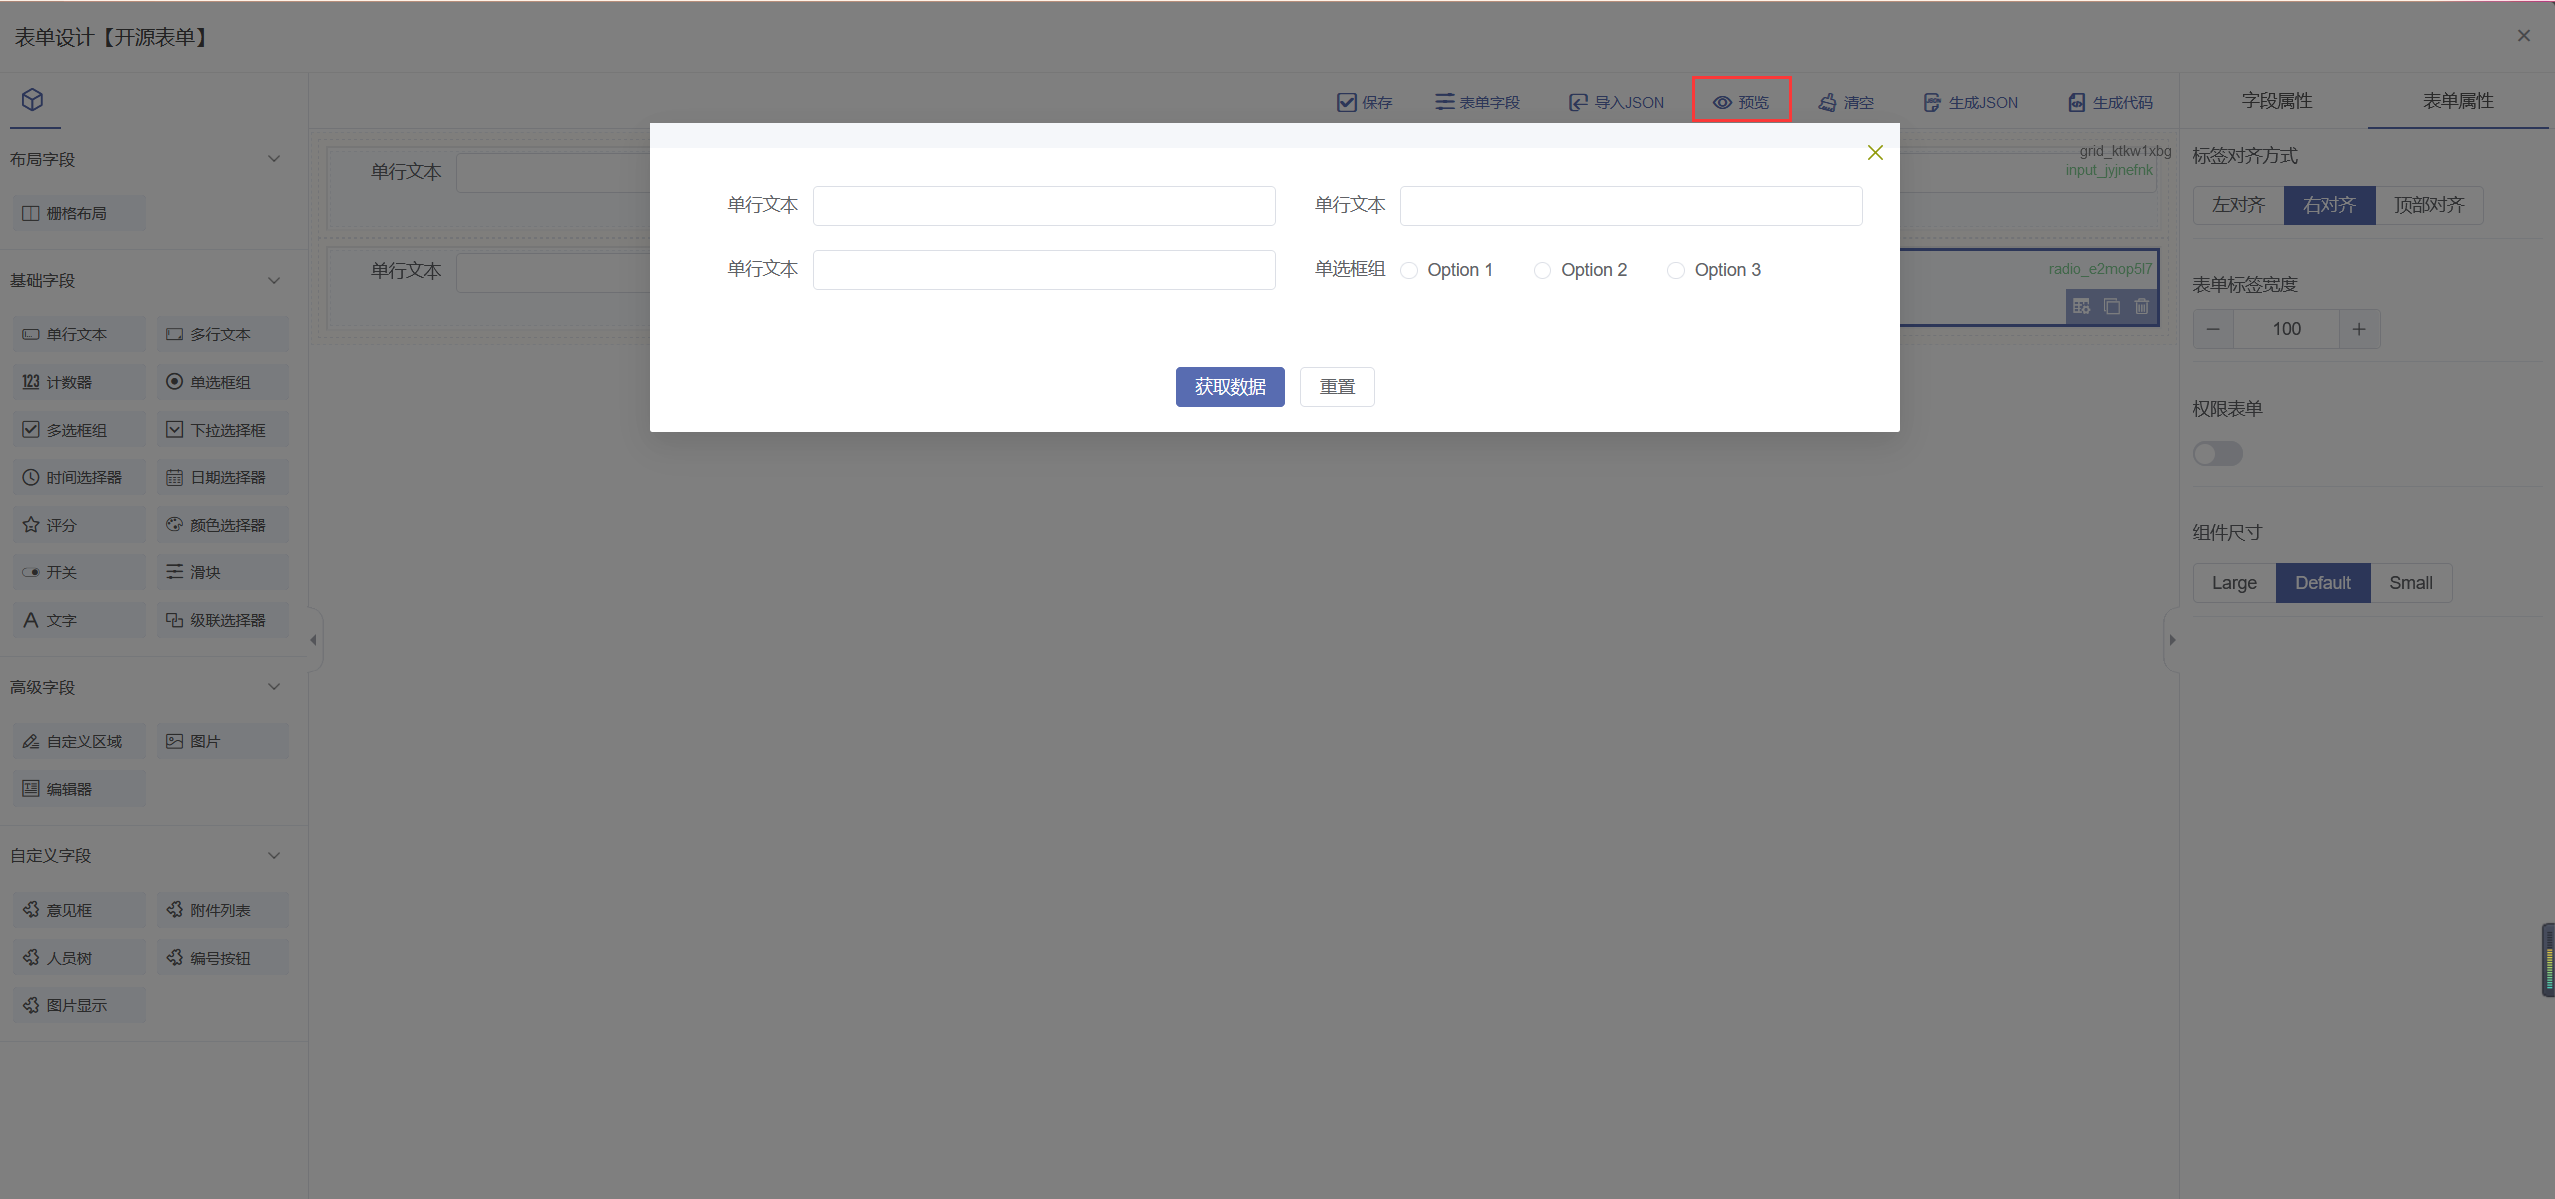 表单设计【开源表单】
保存 表单字段 导入JSON 预览 清空 生成JSON 生成代码
字段属性 表单属性
布局字段
栅格布局
基础字段
单行文本 多行文本
123 计数器 单选框组
多选框组 下拉选择框
时间选择器 日期选择器
评分 颜色选择器
开关 滑块
文字 级联选择器
高级字段
自定义区域 图片
编辑器
自定义字段
意见框 附件列表
人员树 编号按钮
图片显示
单行文本
grid_ktkw1xbg
input_jyjnefnk
单行文本
radio_e2mop5l7
单行文本 单行文本
单行文本 单选框组 Option 1 Option 2 Option 3
获取数据 重置
标签对齐方式
左对齐 右对齐 顶部对齐
表单标签宽度
100
权限表单
组件尺寸
Large Default Small